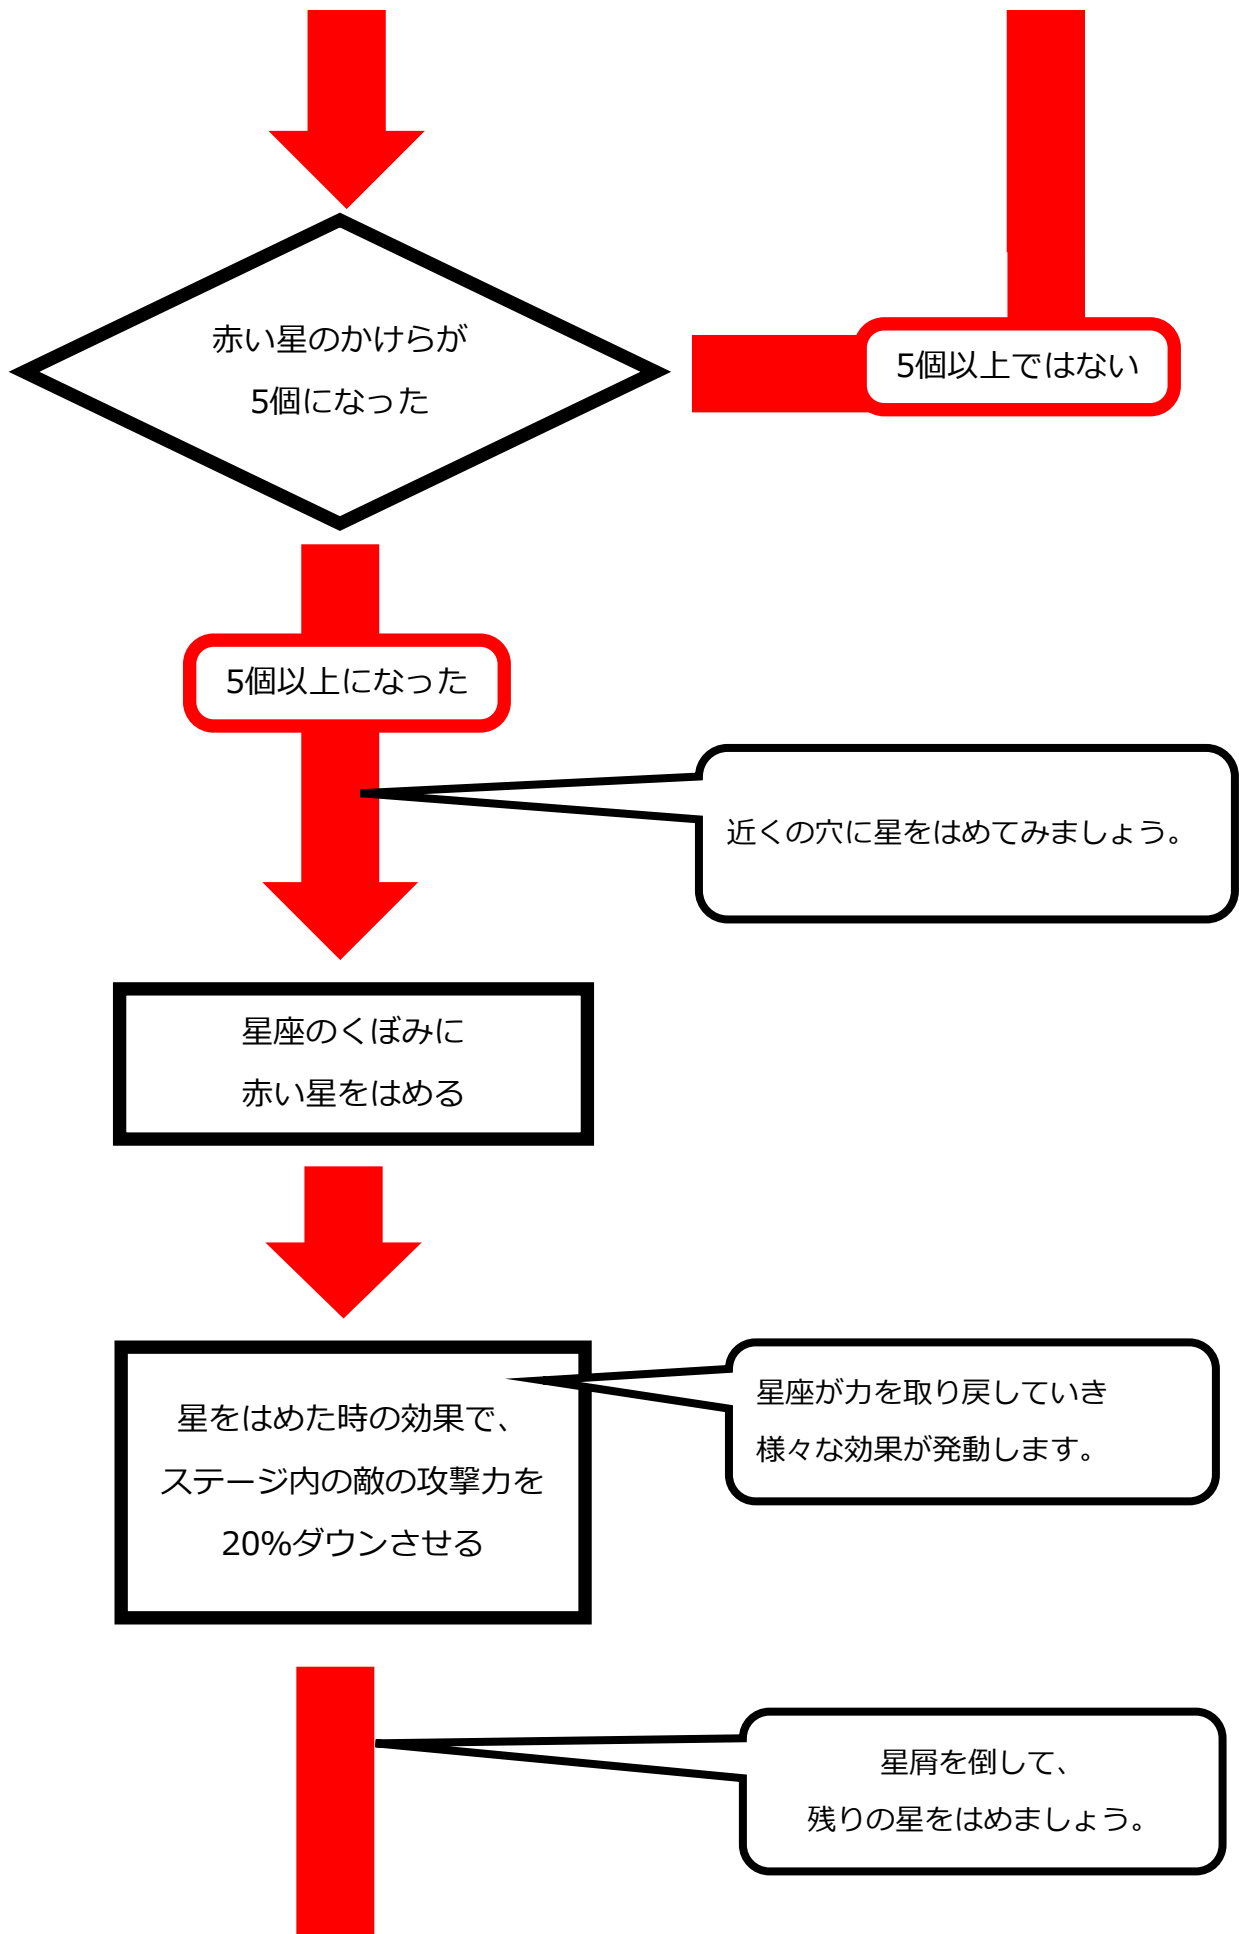 赤い星のかけらが
5個になった
5個以上ではない
5個以上になった
近くの穴に星をはめてみましょう。
星座のくぼみに
赤い星をはめる
星をはめた時の効果で、
ステージ内の敵の攻撃力を
20%ダウンさせる
星座が力を取り戻していき
様々な効果が発動します。
星屑を倒して、
残りの星をはめましょう。